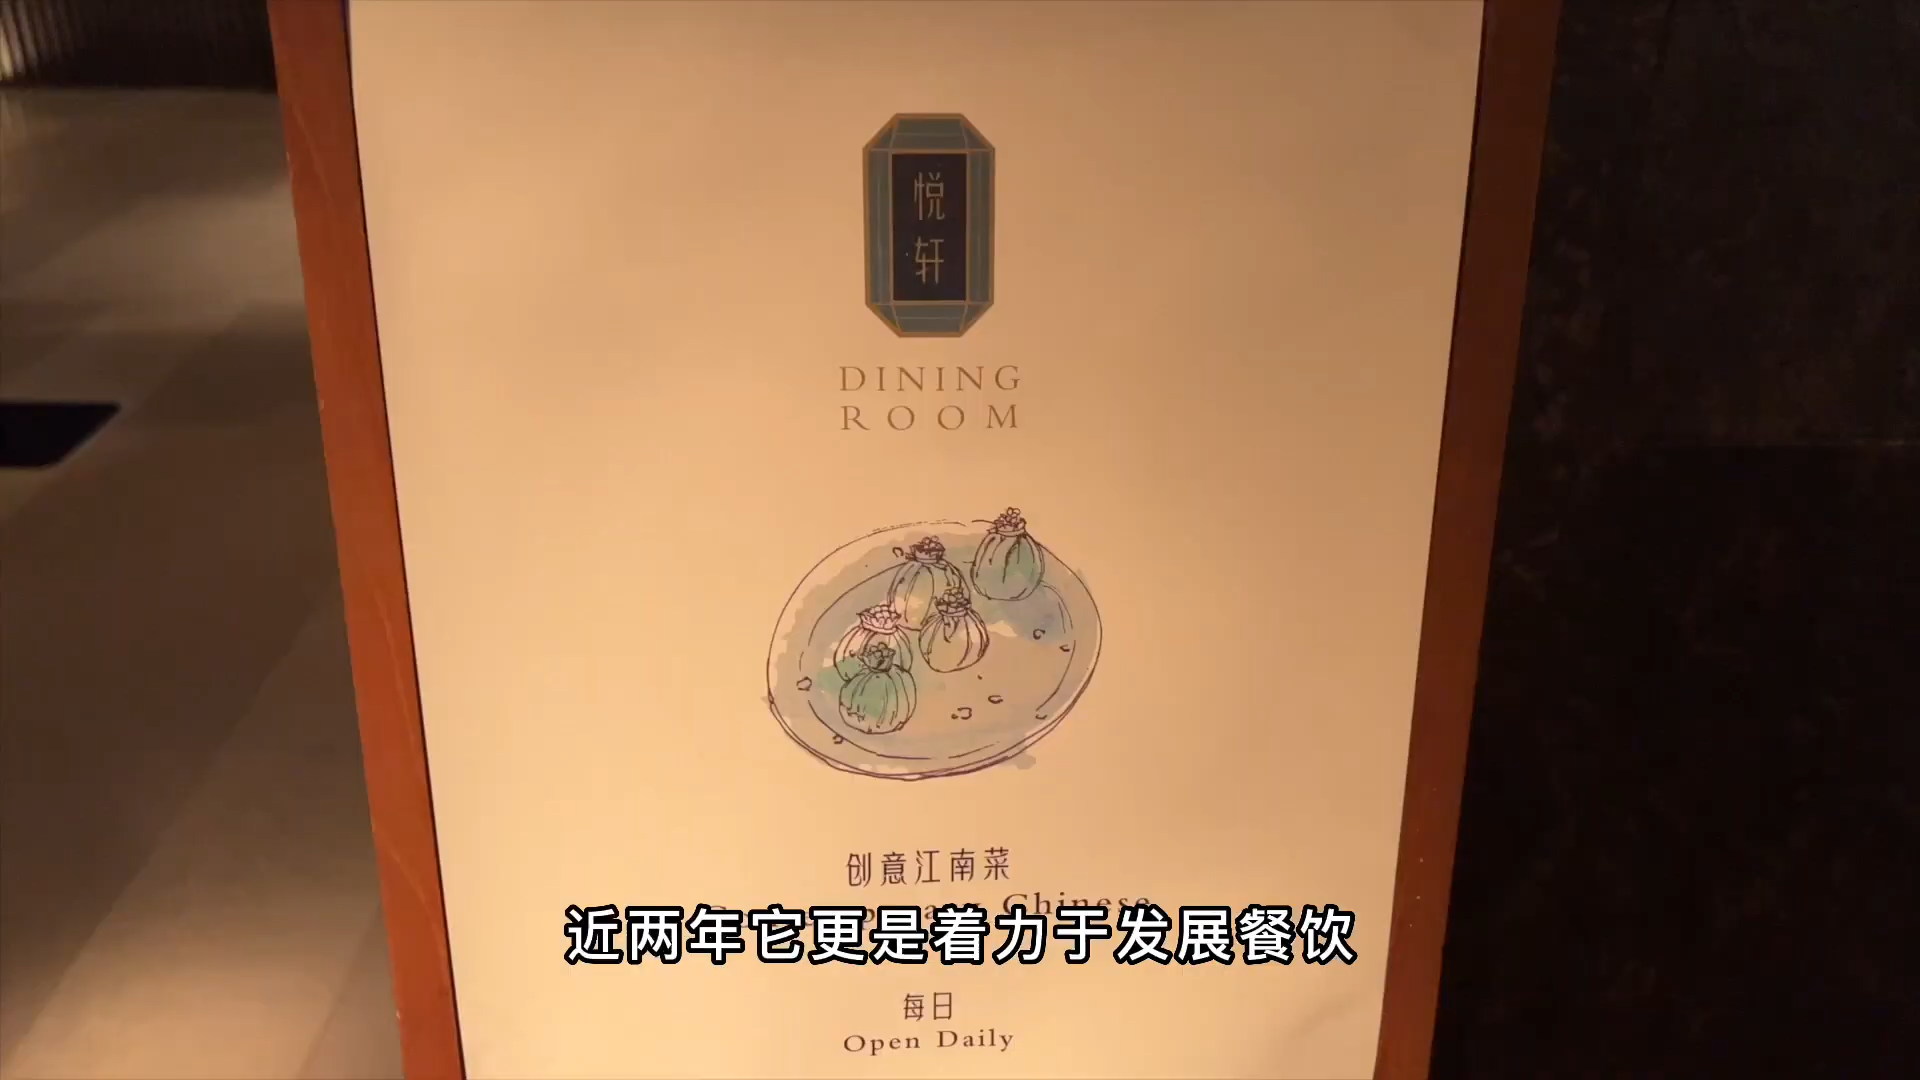 悦
轩
DINING
ROOM
创意江南菜
Chinese
近两年它更是着力于发展餐饮
每日
Open Daily